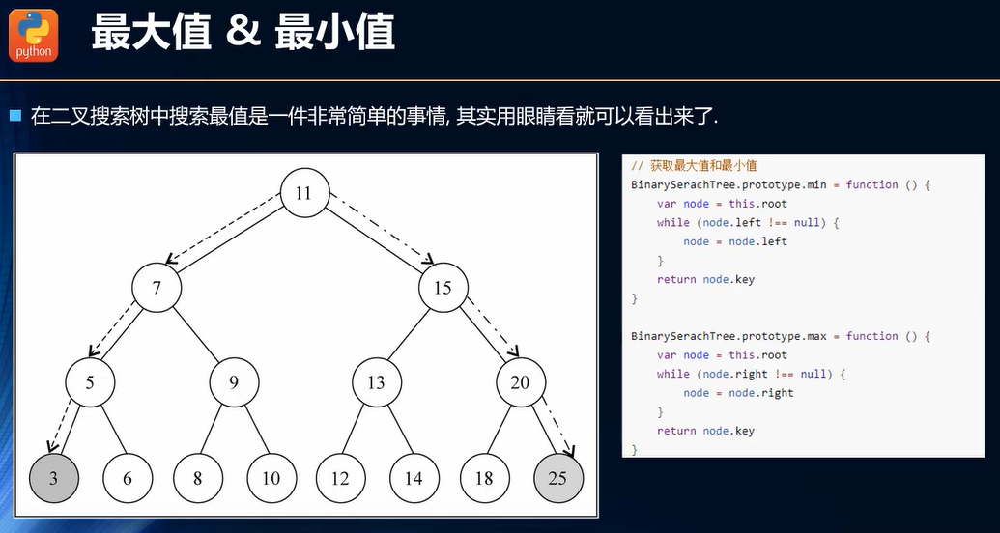 python
最大值 & 最小值
在二叉搜索树中搜索最值是一件非常简单的事情, 其实用眼睛看就可以看出来了.
11
7
15
5
9
13
20
3
6
8
10
12
14
18
25
// 获取最大值和最小值
BinarySerachTree.prototype.min = function () {
    var node = this.root
    while (node.left !== null) {
        node = node.left
    }
    return node.key
}
BinarySerachTree.prototype.max = function () {
    var node = this.root
    while (node.right !== null) {
        node = node.right
    }
    return node.key
}